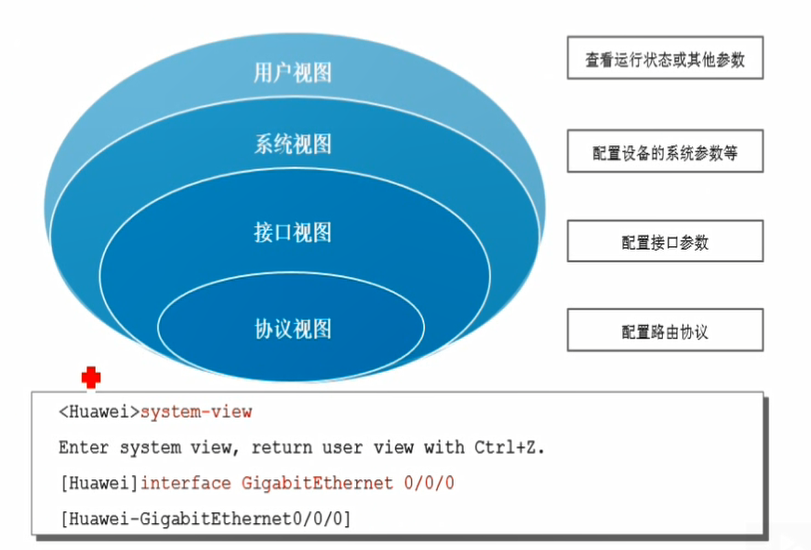 用户视图
查看运行状态或其他参数
系统视图
配置设备的系统参数等
接口视图
配置接口参数
协议视图
配置路由协议
<Huawei>system-view
Enter system view, return user view with Ctrl+Z.
[Huawei]interface GigabitEthernet 0/0/0
[Huawei-GigabitEthernet0/0/0]